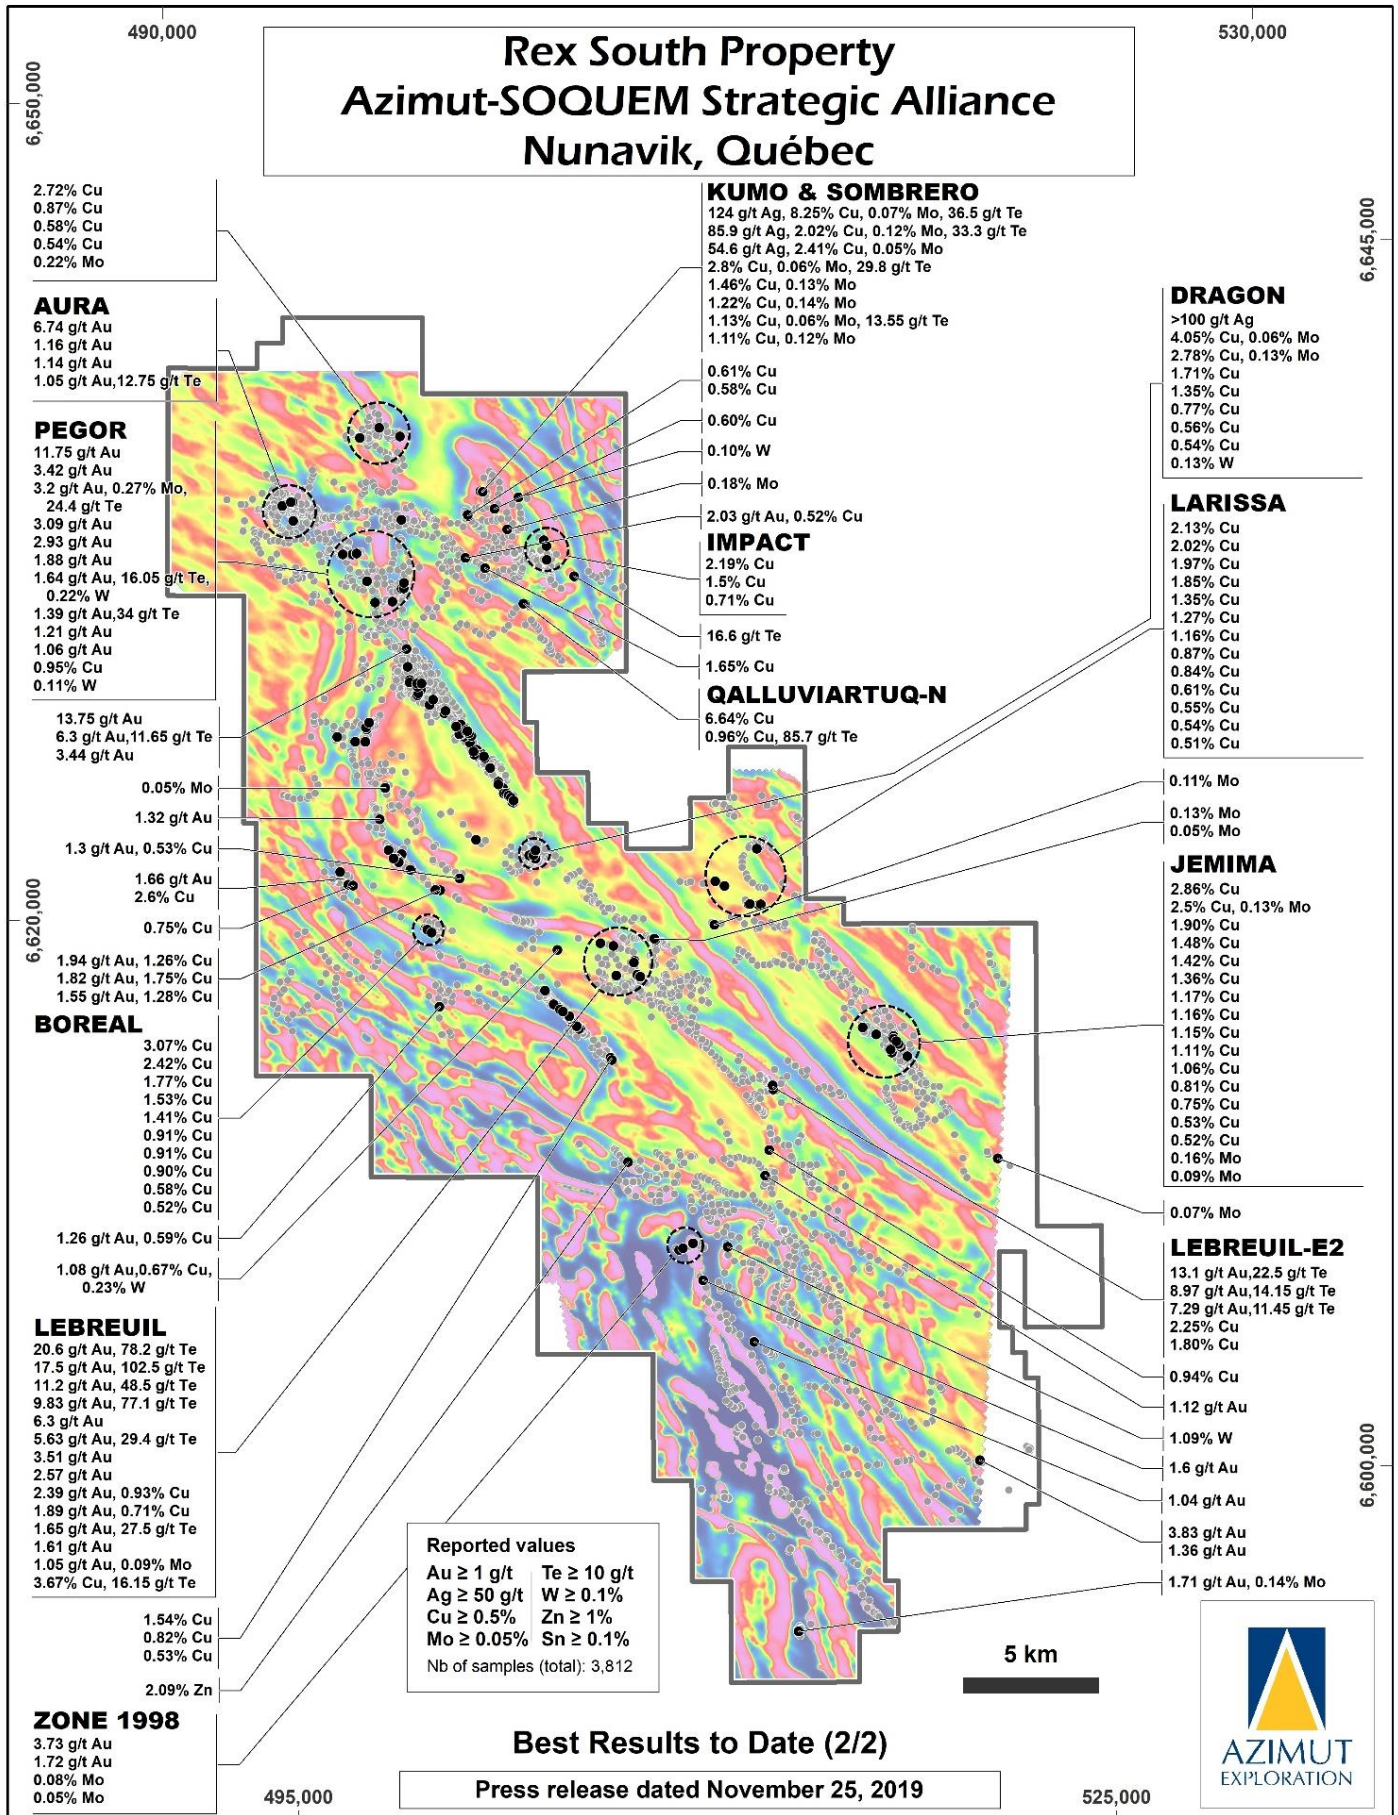 490,000
530,000
Rex South Property
Azimut-SOQUEM Strategic Alliance
Nunavik, Québec
6,650,000
6,645,000
2.72% Cu
0.87% Cu
0.58% Cu
0.54% Cu
0.22% Mo
AURA
6.74 g/t Au
1.16 g/t Au
1.14 g/t Au
1.05 g/t Au,12.75 g/t Te
PEGOR
11.75 g/t Au
3.42 g/t Au
3.2 g/t Au, 0.27% Mo,
24.4 g/t Te
3.09 g/t Au
2.93 g/t Au
1.88 g/t Au
1.64 g/t Au, 16.05 g/t Te,
0.22% W
1.39 g/t Au,34 g/t Te
1.21 g/t Au
1.06 g/t Au
0.95% Cu
0.11% W
13.75 g/t Au
6.3 g/t Au,11.65 g/t Te
3.44 g/t Au
0.05% Mo
1.32 g/t Au
1.3 g/t Au, 0.53% Cu
1.66 g/t Au
2.6% Cu
0.75% Cu
6,620,000
1.94 g/t Au, 1.26% Cu
1.82 g/t Au, 1.75% Cu
1.55 g/t Au, 1.28% Cu
BOREAL
3.07% Cu
2.42% Cu
1.77% Cu
1.53% Cu
1.41% Cu
0.91% Cu
0.91% Cu
0.90% Cu
0.58% Cu
0.52% Cu
1.26 g/t Au, 0.59% Cu
1.08 g/t Au,0.67% Cu,
0.23% W
LEBREUIL
20.6 g/t Au, 78.2 g/t Te
17.5 g/t Au, 102.5 g/t Te
11.2 g/t Au, 48.5 g/t Te
9.83 g/t Au, 77.1 g/t Te
6.3 g/t Au
5.63 g/t Au, 29.4 g/t Te
3.51 g/t Au
2.57 g/t Au
2.39 g/t Au, 0.93% Cu
1.89 g/t Au, 0.71% Cu
1.65 g/t Au, 27.5 g/t Te
1.61 g/t Au
1.05 g/t Au, 0.09% Mo
3.67% Cu, 16.15 g/t Te
1.54% Cu
0.82% Cu
0.53% Cu
2.09% Zn
ZONE 1998
3.73 g/t Au
1.72 g/t Au
0.08% Mo
0.05% Mo
KUMO & SOMBRERO
124 g/t Ag, 8.25% Cu, 0.07% Mo, 36.5 g/t Te
85.9 g/t Ag, 2.02% Cu, 0.12% Mo, 33.3 g/t Te
54.6 g/t Ag, 2.41% Cu, 0.05% Mo
2.8% Cu, 0.06% Mo, 29.8 g/t Te
1.46% Cu, 0.13% Mo
1.22% Cu, 0.14% Mo
1.13% Cu, 0.06% Mo, 13.55 g/t Te
1.11% Cu, 0.12% Mo
0.61% Cu
0.58% Cu
0.60% Cu
0.10% W
0.18% Mo
2.03 g/t Au, 0.52% Cu
IMPACT
2.19% Cu
1.5% Cu
0.71% Cu
16.6 g/t Te
1.65% Cu
QALLUVIARTUQ-N
6.64% Cu
0.96% Cu, 85.7 g/t Te
DRAGON
>100 g/t Ag
4.05% Cu, 0.06% Mo
2.78% Cu, 0.13% Mo
1.71% Cu
1.35% Cu
0.77% Cu
0.56% Cu
0.54% Cu
0.13% W
LARISSA
2.13% Cu
2.02% Cu
1.97% Cu
1.85% Cu
1.35% Cu
1.27% Cu
1.16% Cu
0.87% Cu
0.84% Cu
0.61% Cu
0.55% Cu
0.54% Cu
0.51% Cu
0.11% Mo
0.13% Mo
0.05% Mo
JEMIMA
2.86% Cu
2.5% Cu, 0.13% Mo
1.90% Cu
1.48% Cu
1.42% Cu
1.36% Cu
1.17% Cu
1.16% Cu
1.15% Cu
1.11% Cu
1.06% Cu
0.81% Cu
0.75% Cu
0.53% Cu
0.52% Cu
0.16% Mo
0.09% Mo
0.07% Mo
LEBREUIL-E2
13.1 g/t Au,22.5 g/t Te
8.97 g/t Au,14.15 g/t Te
7.29 g/t Au,11.45 g/t Te
2.25% Cu
1.80% Cu
0.94% Cu
1.12 g/t Au
1.09% W
1.6 g/t Au
1.04 g/t Au
3.83 g/t Au
1.36 g/t Au
1.71 g/t Au, 0.14% Mo
6,600,000
Reported values
Au ≥ 1 g/t Te ≥ 10 g/t
Ag ≥ 50 g/t W ≥ 0.1%
Cu ≥ 0.5% Zn ≥ 1%
Mo ≥ 0.05% Sn ≥ 0.1%
Nb of samples (total): 3,812
5 km
Best Results to Date (2/2)
Press release dated November 25, 2019
AZIMUT
EXPLORATION
495,000
525,000